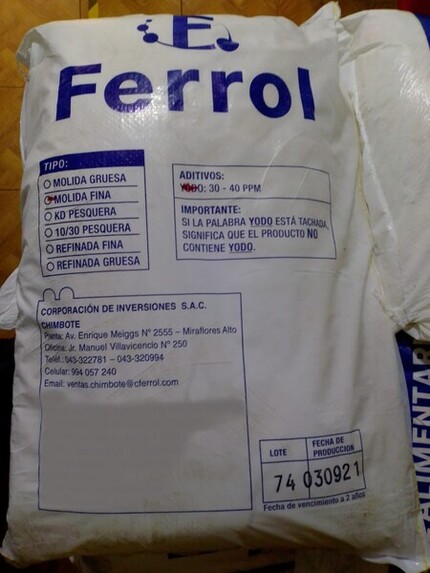 E
Ferrol
TIPO:
MOLIDA GRUESA
MOLIDA FINA
KD PESQUERA
10/30 PESQUERA
REFINADA FINA
REFINADA GRUESA
ADITIVOS:
YODO: 30 - 40 PPM
IMPORTANTE:
SI LA PALABRA YODO ESTÁ TACHADA,
SIGNIFICA QUE EL PRODUCTO NO
CONTIENE YODO.
CORPORACIÓN DE INVERSIONES S.A.C.
CHIMBOTE
Planta: Av. Enrique Meiggs N° 2555 – Miraflores Alto
Oficina: Jr. Manuel Villavicencio N° 250
Teléf.: 043-322781 – 043-320994
Celular: 994 057 240
Email: ventas.chimbote@cferrol.com
LOTE
FECHA DE
PRODUCCIÓN
74 030921
Fecha de vencimiento a 2 años
ALIMENTAR